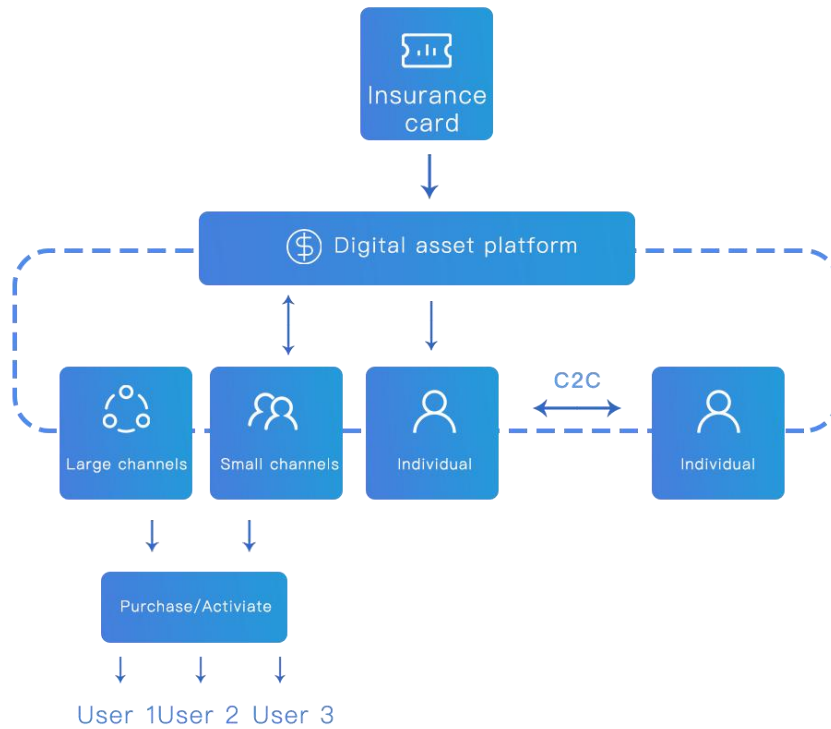 Insurance
card
Digital asset platform
C2C
Large channels
Small channels
Individual
Individual
Purchase/Activiate
User 1User 2 User 3